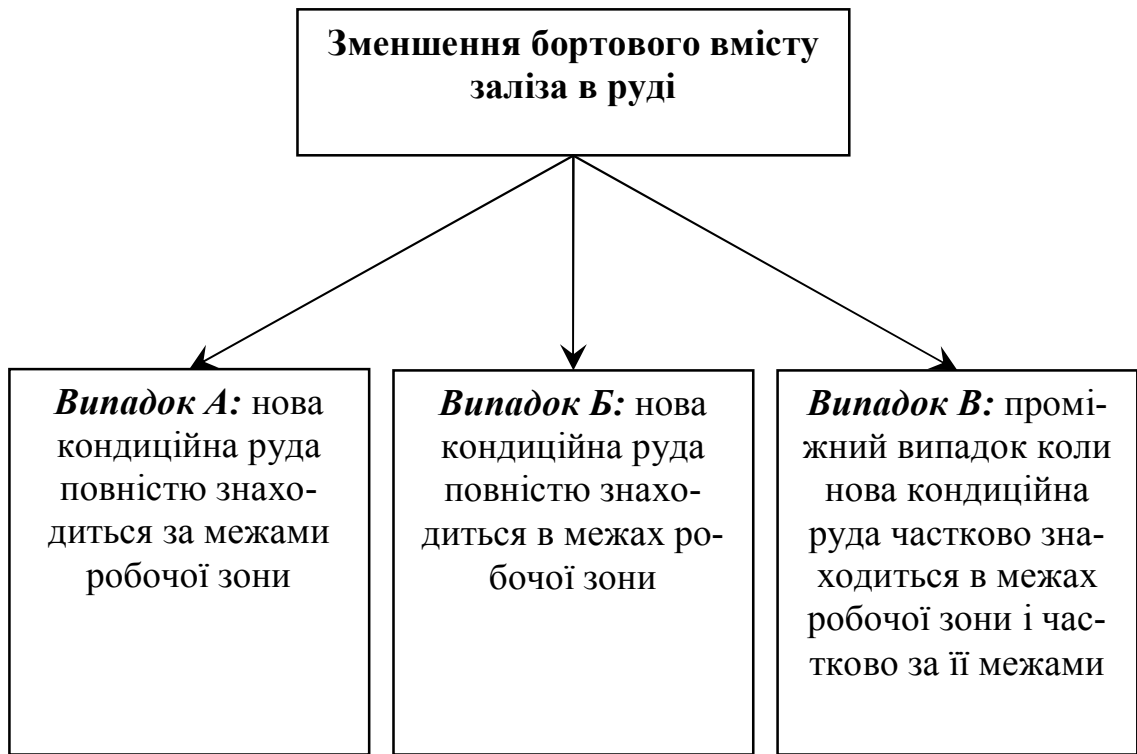 Зменшення бортового вмісту
заліза в руді
Випадок А: нова
кондиційна руда
повністю знахо-
диться за межами
робочої зони
Випадок Б: нова
кондиційна руда
повністю знахо-
диться в межах ро-
бочої зони
Випадок В: промі-
жний випадок коли
нова кондиційна
руда частково зна-
ходиться в межах
робочої зони і час-
тково за її межами